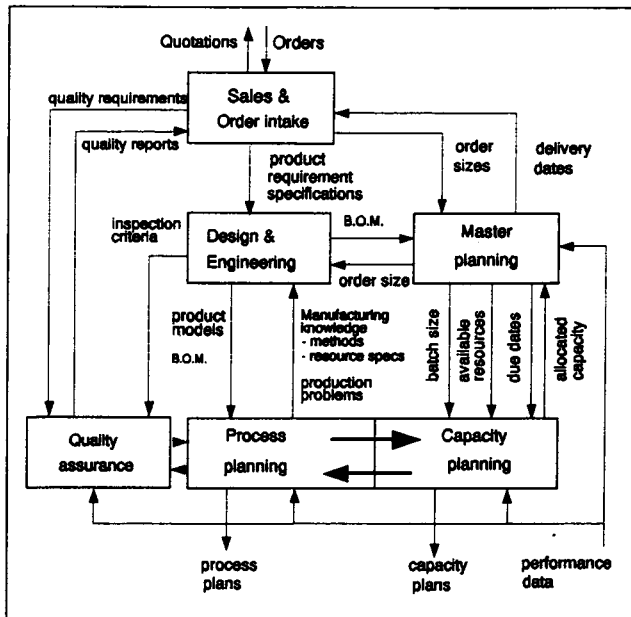 Quotations
Orders
Sales &
Order intake
quality requirements
quality reports
product
requirement
specifications
order
sizes
delivery
dates
inspection
criteria
Design &
Engineering
B.O.M.
order size
Master
planning
product
models
B.O.M.
Manufacturing
knowledge
- methods
- resource specs
production
problems
batch size
available
resources
due dates
allocated
capacity
Quality
assurance
Process
planning
Capacity
planning
process
plans
capacity
plans
performance
data